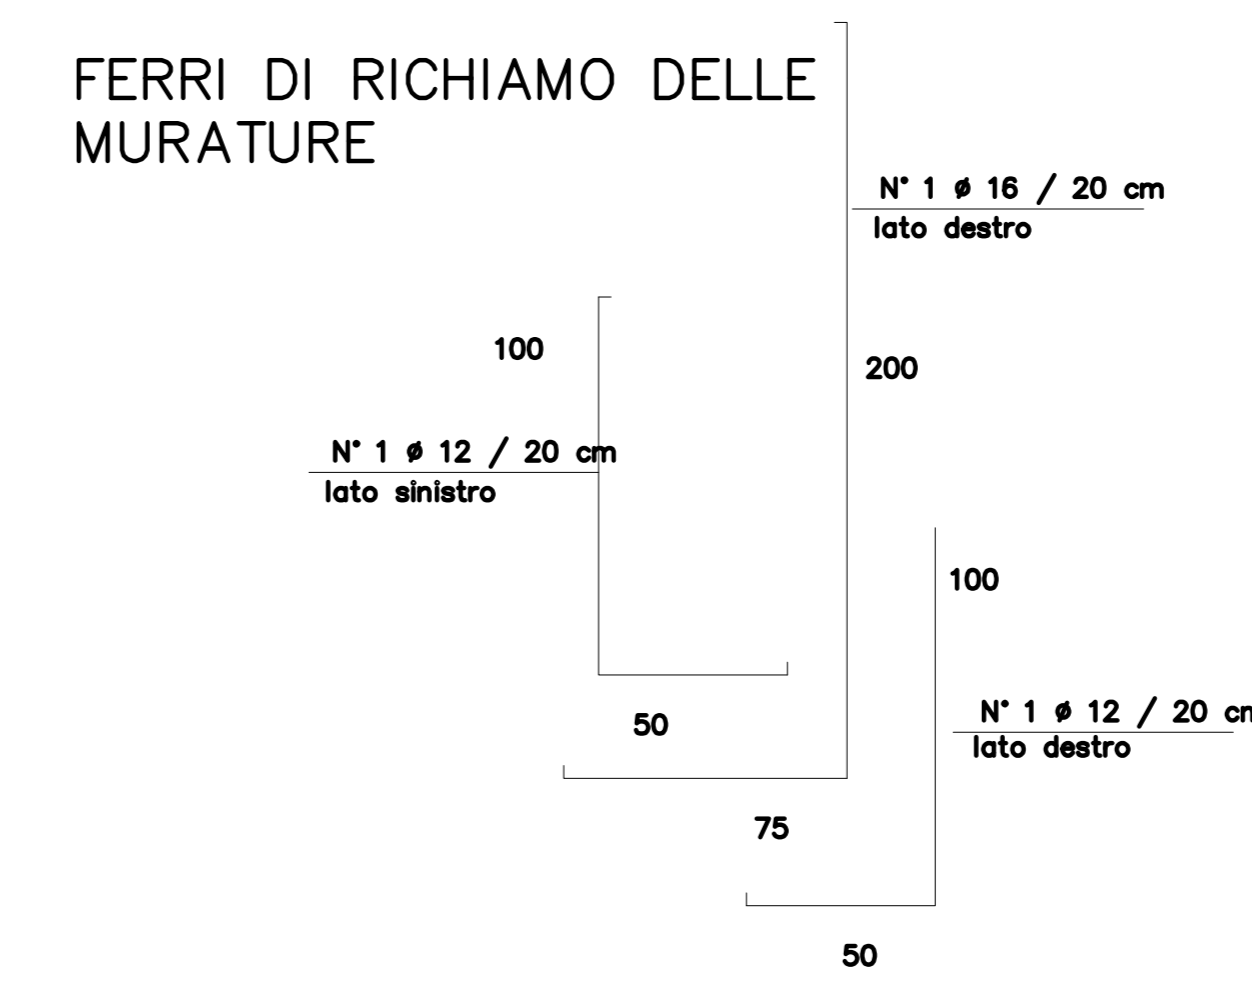 FERRI DI RICHIAMO DELLE
MURATURE
N° 1 ø 16 / 20 cm
lato destro
100
200
N° 1 ø 12 / 20 cm
lato sinistro
100
50
N° 1 ø 12 / 20 cm
lato destro
75
50